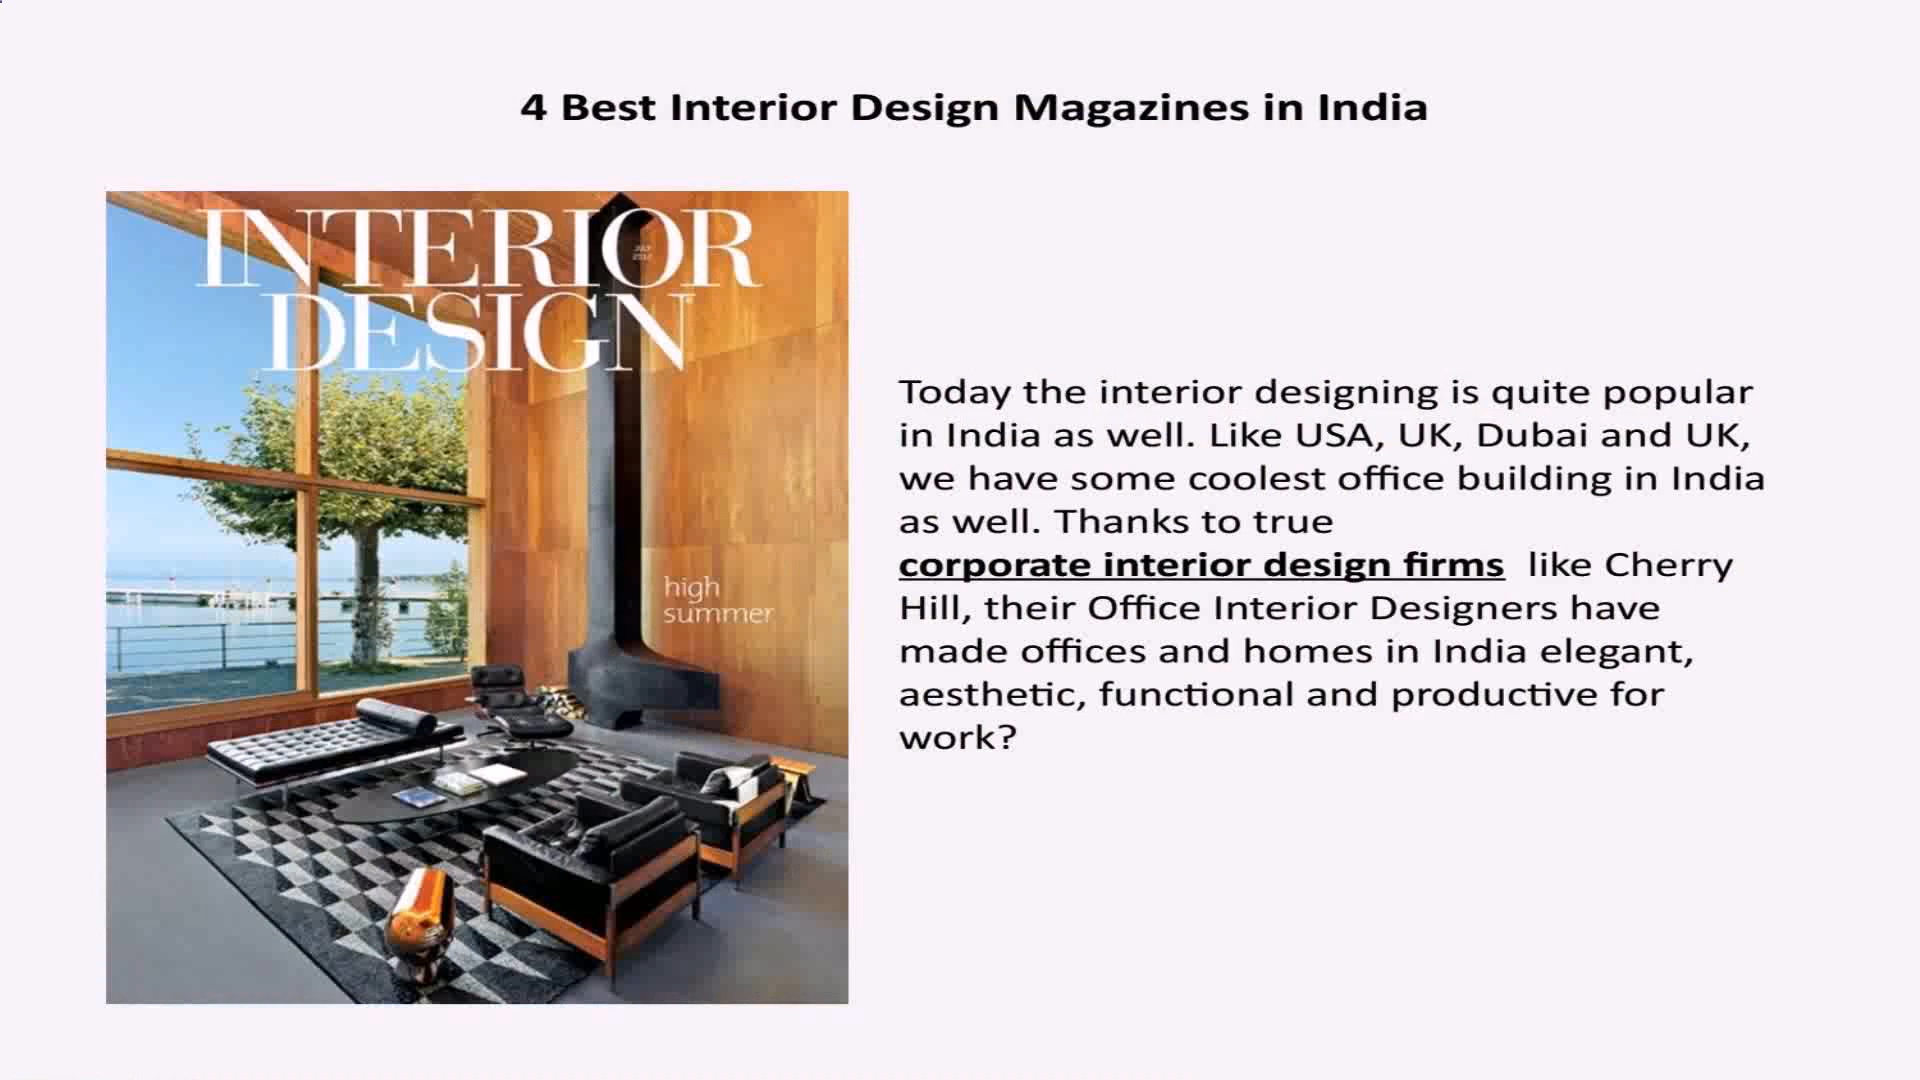 4 Best Interior Design Magazines in India
INTERIOR
DESIGN
high
summer
Today the interior designing is quite popular
in India as well. Like USA, UK, Dubai and UK,
we have some coolest office building in India
as well. Thanks to true
corporate interior design firms like Cherry
Hill, their Office Interior Designers have
made offices and homes in India elegant,
aesthetic, functional and productive for
work?